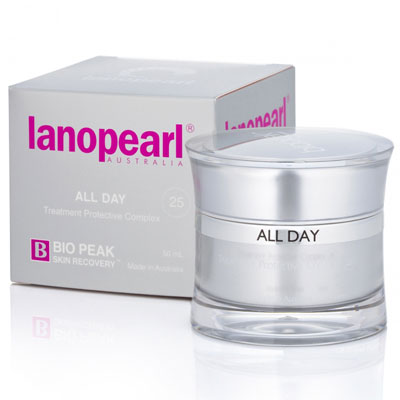 lanopearl®
AUSTRALIA
ALL DAY
25
Treatment Protective Complex
B BIO PEAK
SKIN RECOVERY™
50 mL
Made in Australia
ALL DAY